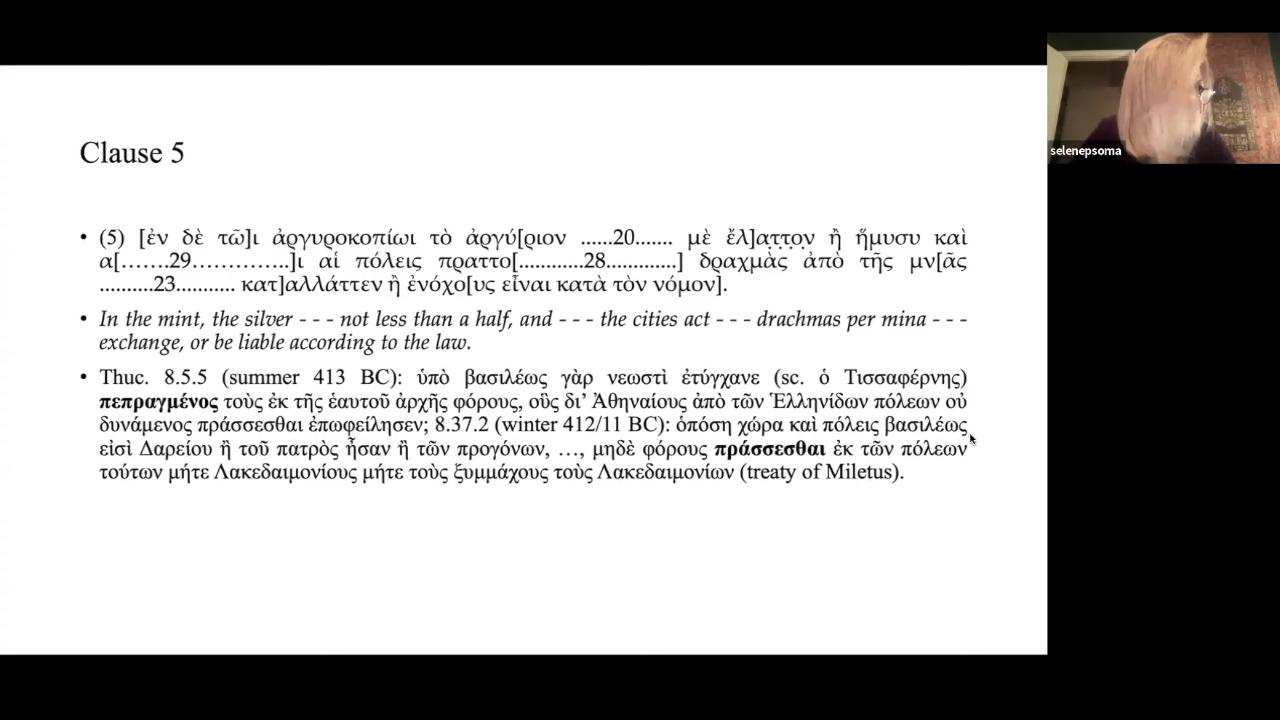 Clause 5
• (5) [ἐν δὲ τῶ]ι ἀργυροκοπίωι τὸ ἀργύ[ριον ......20....... μὲ ἔλ]α̣τ̣τ̣ο̣ν ἢ ἥμυσυ καὶ
α[…….29…………..]ι αἱ πόλεις πραττο[............28.............] δραχμὰς ἀπὸ τῆς μν[ᾶς
..........23........... κατ]αλλάττεν ἢ ἐνόχο[υς εἶναι κατὰ τὸν νόμον].
• In the mint, the silver - - - not less than a half, and - - - the cities act - - - drachmas per mina - - -
exchange, or be liable according to the law.
• Thuc. 8.5.5 (summer 413 BC): ὑπὸ βασιλέως γὰρ νεωστὶ ἐτύγχανε (sc. ὁ Τισσαφέρνης)
πεπραγμένος τοὺς ἐκ τῆς ἑαυτοῦ ἀρχῆς φόρους, οὓς δι’ Ἀθηναίους ἀπὸ τῶν Ἑλληνίδων πόλεων οὐ
δυνάμενος πράσσεσθαι ἐπωφείλησεν; 8.37.2 (winter 412/11 BC): ὁπόση χώρα καὶ πόλεις βασιλέως
εἰσὶ Δαρείου ἢ τοῦ πατρὸς ἦσαν ἢ τῶν προγόνων, …, μηδὲ φόρους πράσσεσθαι ἐκ τῶν πόλεων
τούτων μήτε Λακεδαιμονίους μήτε τοὺς ξυμμάχους τοὺς Λακεδαιμονίων (treaty of Miletus).
selenepsoma